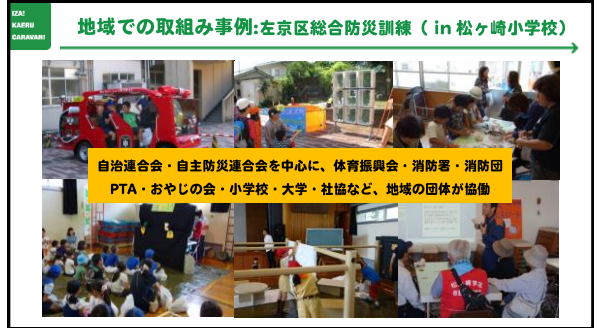 IZA!
KAERU
CARAVAN!
地域での取組み事例:左京区総合防災訓練（ in 松ヶ崎小学校）
自治連合会・自主防災連合会を中心に、体育振興会・消防署・消防団
PTA・おやじの会・小学校・大学・社協など、地域の団体が協働